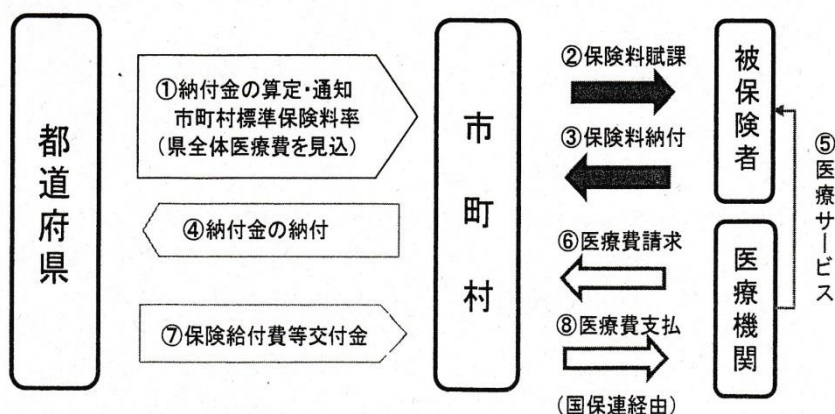 都道府県
①納付金の算定・通知
市町村標準保険料率
(県全体医療費を見込)
④納付金の納付
⑦保険給付費等交付金
市町村
②保険料賦課
③保険料納付
⑥医療費請求
⑧医療費支払
(国保連経由)
被保険者
医療機関
⑤医療サービス